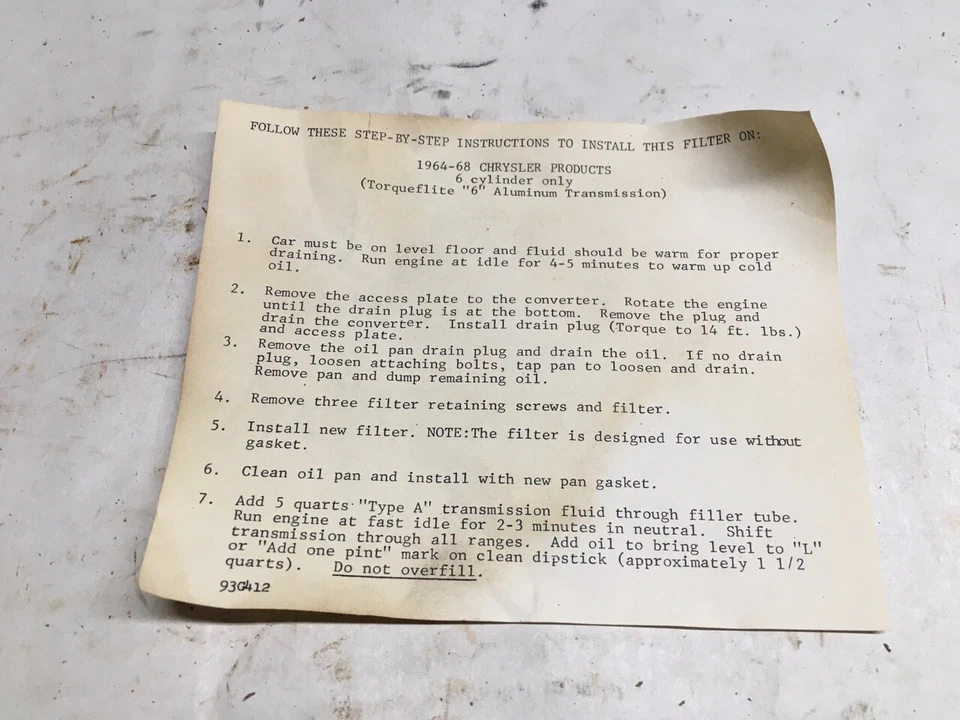 FOLLOW THESE STEP-BY-STEP INSTRUCTIONS TO INSTALL THIS FILTER ON:
1964-68 CHRYSLER PRODUCTS
6 cylinder only
(Torqueflite "6" Aluminum Transmission)
1. Car must be on level floor and fluid should be warm for proper
draining. Run engine at idle for 4-5 minutes to warm up cold
oil.
2. Remove the access plate to the converter. Rotate the engine
until the drain plug is at the bottom. Remove the plug and
drain the converter. Install drain plug (Torque to 14 ft. lbs.)
and access plate.
3. Remove the oil pan drain plug and drain the oil. If no drain
plug, loosen attaching bolts, tap pan to loosen and drain.
Remove pan and dump remaining oil.
4. Remove three filter retaining screws and filter.
5. Install new filter. NOTE:The filter is designed for use without
gasket.
6. Clean oil pan and install with new pan gasket.
7. Add 5 quarts "Type A" transmission fluid through filler tube.
Run engine at fast idle for 2-3 minutes in neutral. Shift
transmission through all ranges. Add oil to bring level to "L"
or "Add one pint" mark on clean dipstick (approximately 1 1/2
quarts). Do not overfill.
93G412